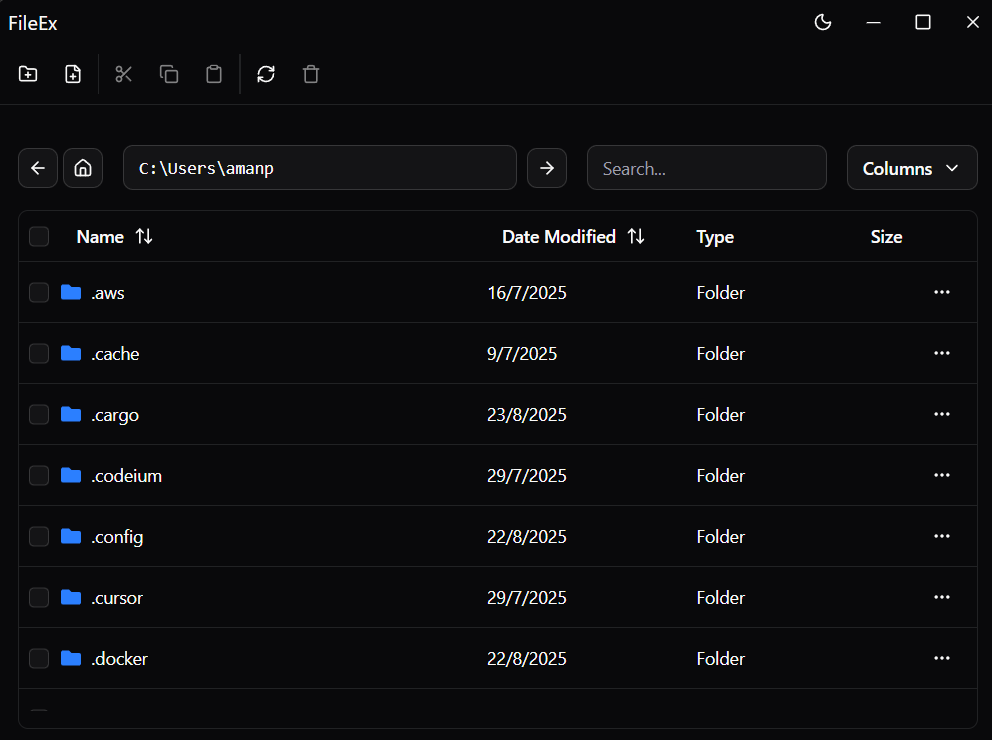 FileEx
C:\Users\amanp Search... Columns
Name Date Modified Type Size
.aws 16/7/2025 Folder
.cache 9/7/2025 Folder
.cargo 23/8/2025 Folder
.codeium 29/7/2025 Folder
.config 22/8/2025 Folder
.cursor 29/7/2025 Folder
.docker 22/8/2025 Folder